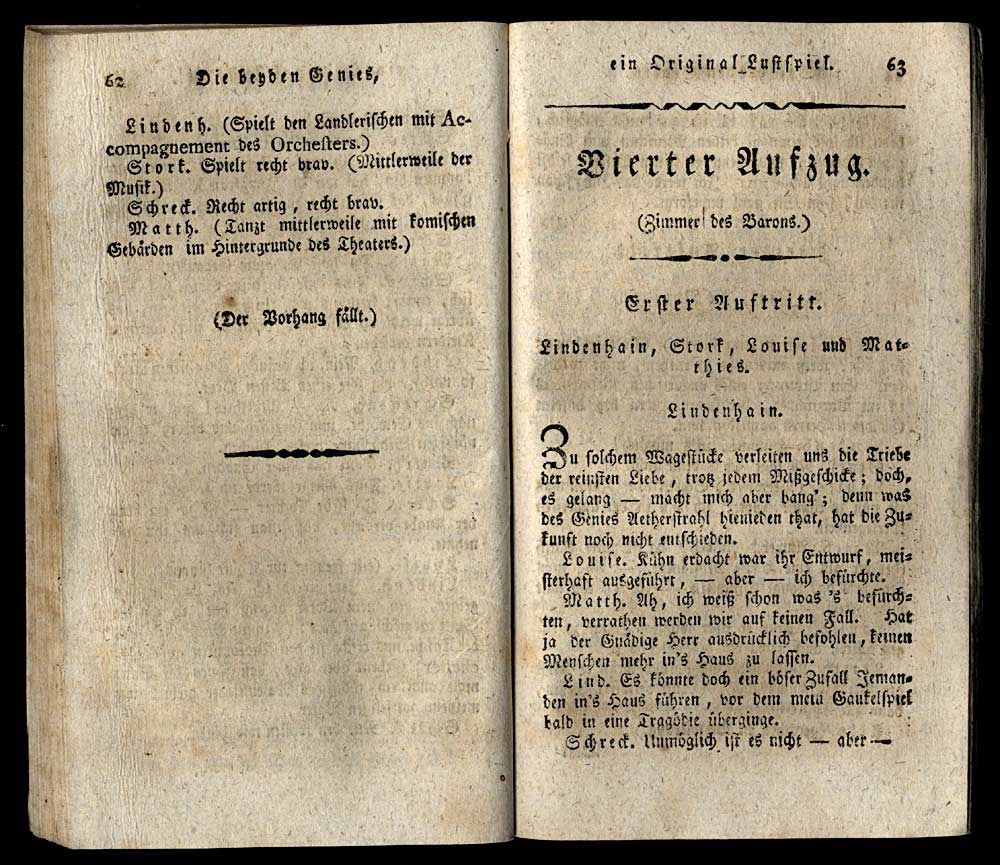 62 Die beyden Genies,
Lindenh. (Spielt den Landlerischen mit Ac-
compagnement des Orchesters.)
Stork. Spielt recht brav. (Mittlerweile der
Musik.)
Schreck. Recht artig, recht brav.
Matth. (Tanzt mittlerweile mit komischen
Gebärden im Hintergrunde des Theaters.)
(Der Vorhang fällt.)
ein Original Lustspiel. 63
Vierter Aufzug.
(Zimmer des Barons.)
Erster Auftritt.
Lindenhain, Stork, Louise und Mat-
thies.
Lindenhain.
Zu solchem Wagestücke verleiten uns die Triebe
der reinsten Liebe, trotz jedem Mißgeschicke; doch,
es gelang — macht mich aber bang'; denn was
des Genies Aetherstrahl hienieden that, hat die Zu-
kunft noch nicht entschieden.
Louise. Kühn erdacht war ihr Entwurf, mei-
sterhaft ausgeführt, — aber — ich befürchte.
Matth. Ah, ich weiß schon was 's befürch-
ten, verrathen werden wir auf keinen Fall. Hat
ja der Gnädige Herr ausdrücklich befohlen, keinen
Menschen mehr in's Haus zu lassen.
Lind. Es könnte doch ein böser Zufall Jeman-
den in's Haus führen, vor dem mein Gaukelspiel
bald in eine Tragödie überginge.
Schreck. Unmöglich ist es nicht — aber —